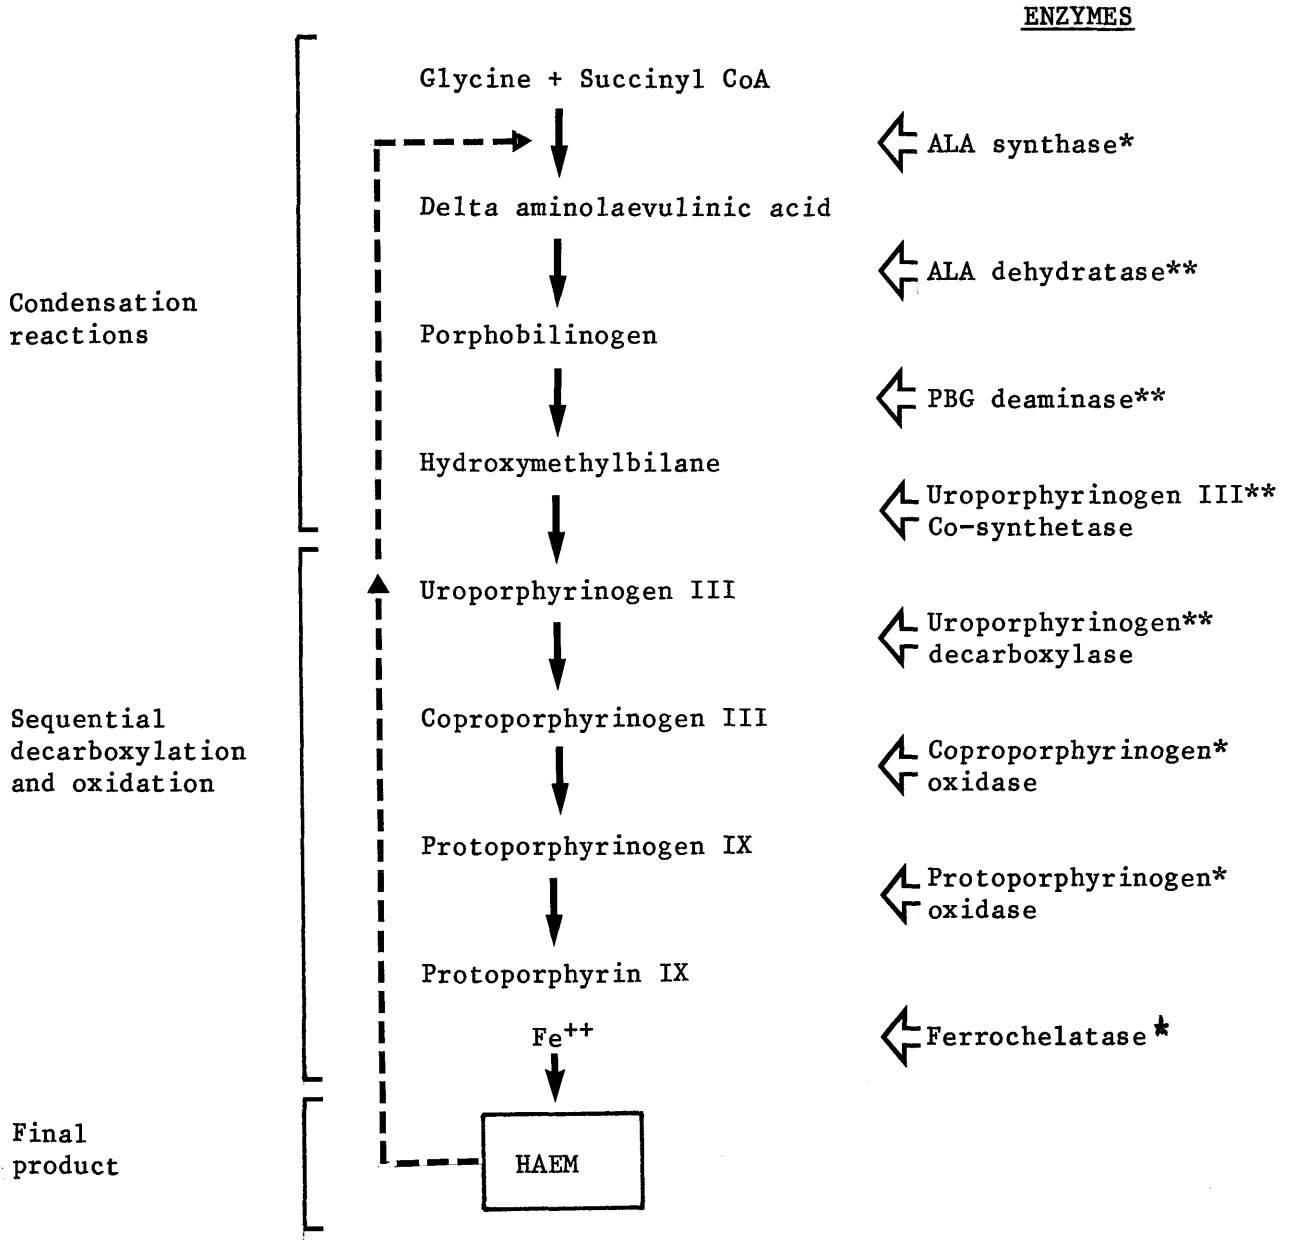 ENZYMES
Glycine + Succinyl CoA
ALA synthase*
Delta aminolaevulinic acid
ALA dehydratase**
Condensation
reactions
Porphobilinogen
PBG deaminase**
Hydroxymethylbilane
Uroporphyrinogen III**
Co-synthetase
Uroporphyrinogen III
Uroporphyrinogen**
decarboxylase
Sequential
decarboxylation
and oxidation
Coproporphyrinogen III
Coproporphyrinogen*
oxidase
Protoporphyrinogen IX
Protoporphyrinogen*
oxidase
Protoporphyrin IX
Fe++
Ferrochelatase*
Final
product
HAEM